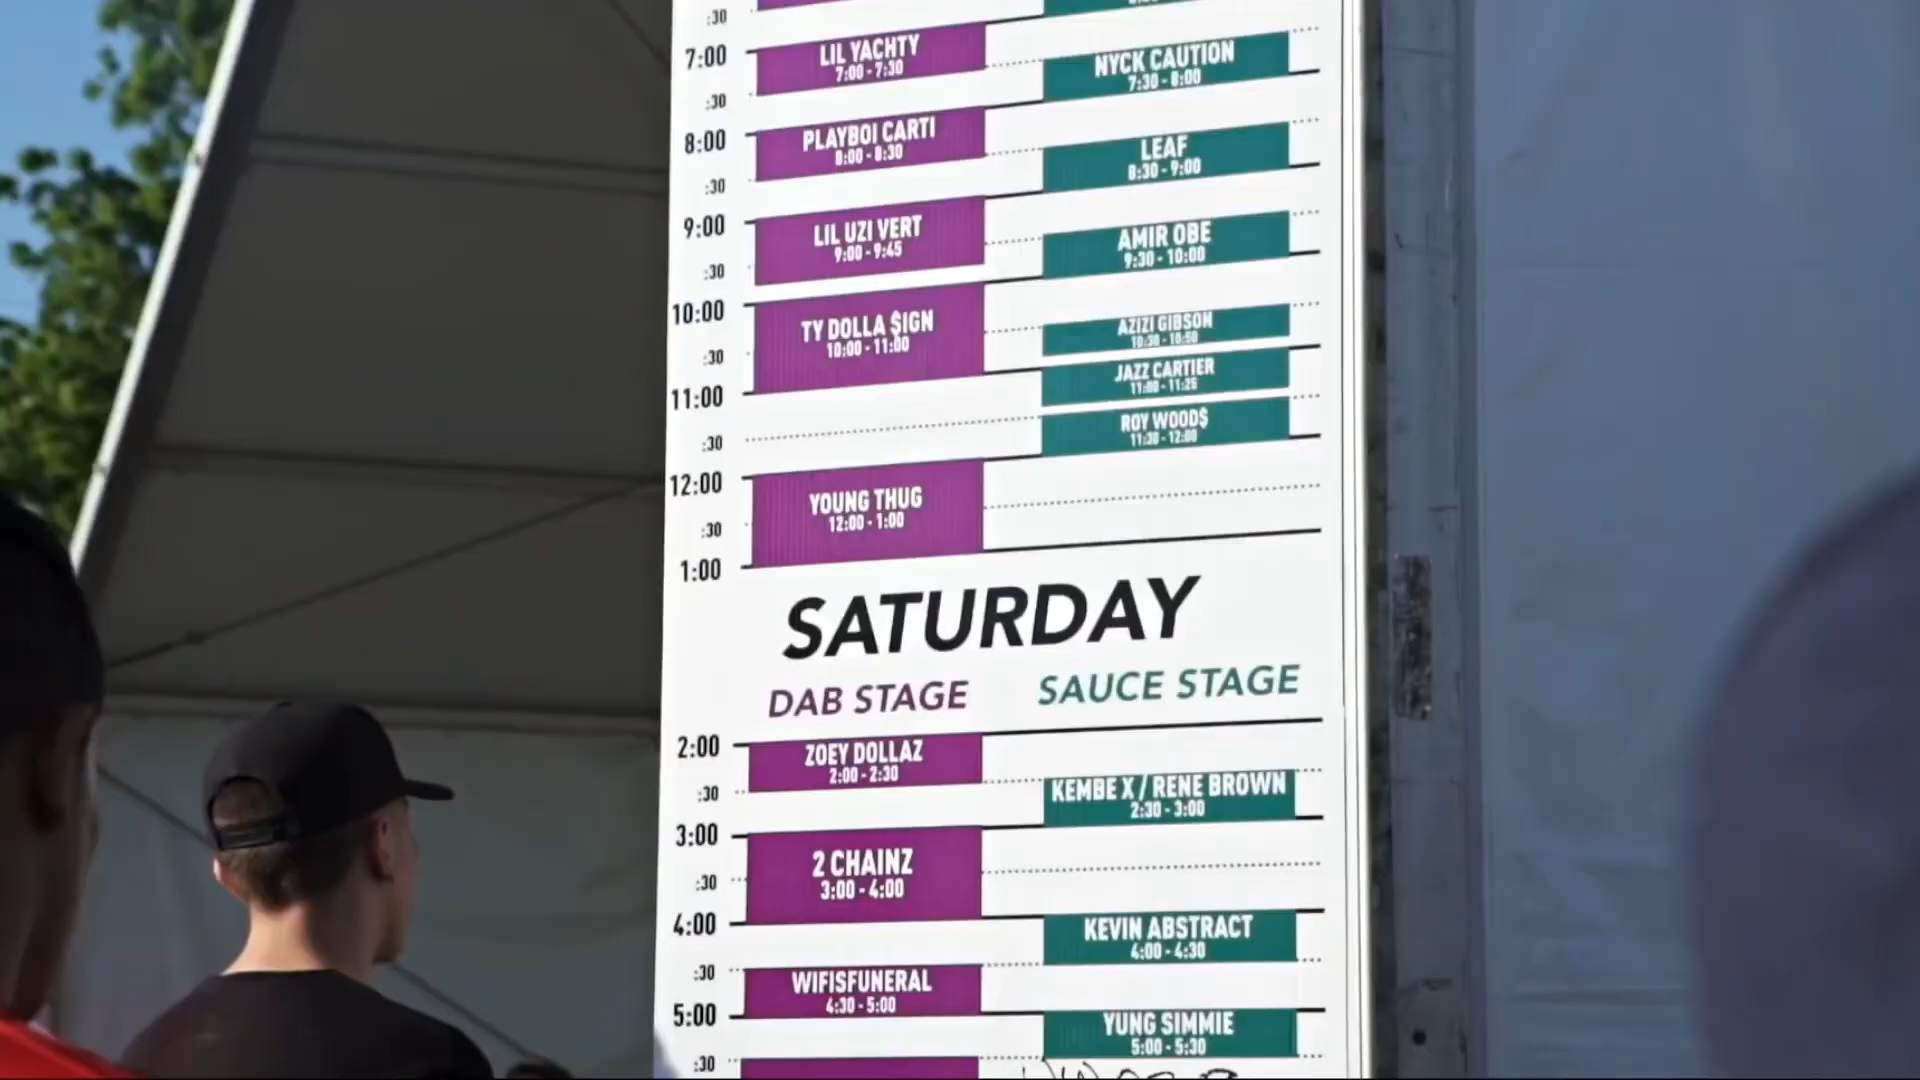 :30
7:00
LIL YACHTY
7:00 - 7:30
NYCK CAUTION
7:30 - 8:00
:30
8:00
PLAYBOI CARTI
8:00 - 8:30
LEAF
8:30 - 9:00
:30
9:00
LIL UZI VERT
9:00 - 9:45
AMIR OBE
9:30 - 10:00
:30
10:00
TY DOLLA $IGN
10:00 - 11:00
AZIZI GIBSON
10:30 - 10:50
:30
JAZZ CARTIER
11:00 - 11:25
11:00
ROY WOOD$
11:30 - 12:00
:30
12:00
YOUNG THUG
12:00 - 1:00
:30
1:00
SATURDAY
DAB STAGE
SAUCE STAGE
2:00
ZOEY DOLLAZ
2:00 - 2:30
:30
KEMBE X / RENE BROWN
2:30 - 3:00
3:00
2 CHAINZ
3:00 - 4:00
:30
4:00
KEVIN ABSTRACT
4:00 - 4:30
:30
WIFISFUNERAL
4:30 - 5:00
5:00
YUNG SIMMIE
5:00 - 5:30
:30